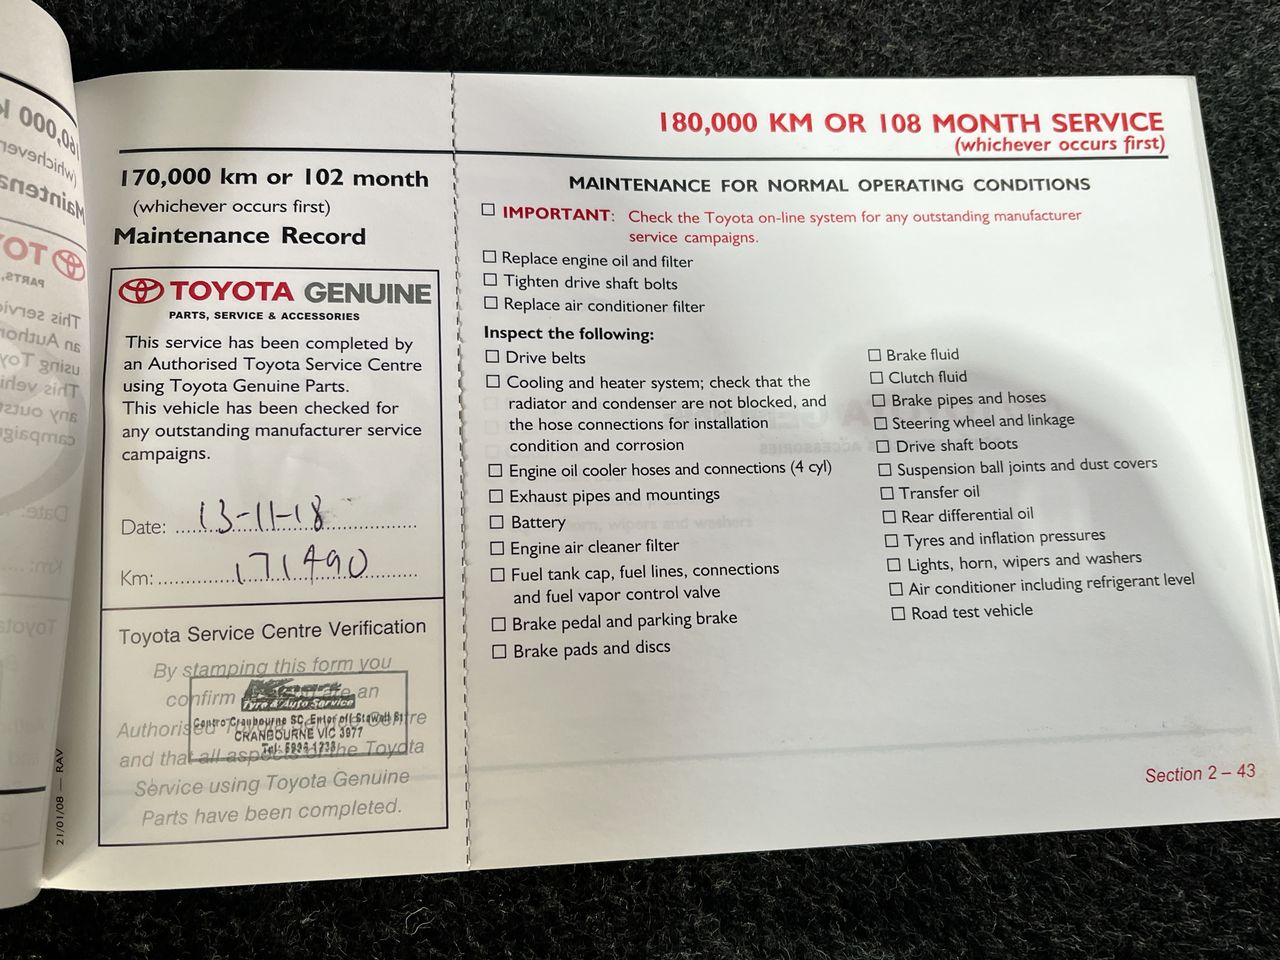 170,000 km or 102 month
(whichever occurs first)
Maintenance Record
TOYOTA GENUINE
PARTS, SERVICE & ACCESSORIES
This service has been completed by
an Authorised Toyota Service Centre
using Toyota Genuine Parts.
This vehicle has been checked for
any outstanding manufacturer service
campaigns.
Date: 13-11-18
Km: 171490
Toyota Service Centre Verification
By stamping this form you
confirm are an
Authorised Centre
and that all aspects of the Toyota
Service using Toyota Genuine
Parts have been completed.
Tyre & Auto Service
Centro Cranbourne SC, Enter off Stawell St
CRANBOURNE VIC 3977
Tel:
21/01/08 — RAV
180,000 KM OR 108 MONTH SERVICE
(whichever occurs first)
MAINTENANCE FOR NORMAL OPERATING CONDITIONS
IMPORTANT: Check the Toyota on-line system for any outstanding manufacturer
service campaigns.
Replace engine oil and filter
Tighten drive shaft bolts
Replace air conditioner filter
Inspect the following:
Drive belts
Cooling and heater system; check that the
radiator and condenser are not blocked, and
the hose connections for installation
condition and corrosion
Engine oil cooler hoses and connections (4 cyl)
Exhaust pipes and mountings
Battery
Engine air cleaner filter
Fuel tank cap, fuel lines, connections
and fuel vapor control valve
Brake pedal and parking brake
Brake pads and discs
Brake fluid
Clutch fluid
Brake pipes and hoses
Steering wheel and linkage
Drive shaft boots
Suspension ball joints and dust covers
Transfer oil
Rear differential oil
Tyres and inflation pressures
Lights, horn, wipers and washers
Air conditioner including refrigerant level
Road test vehicle
Section 2 – 43